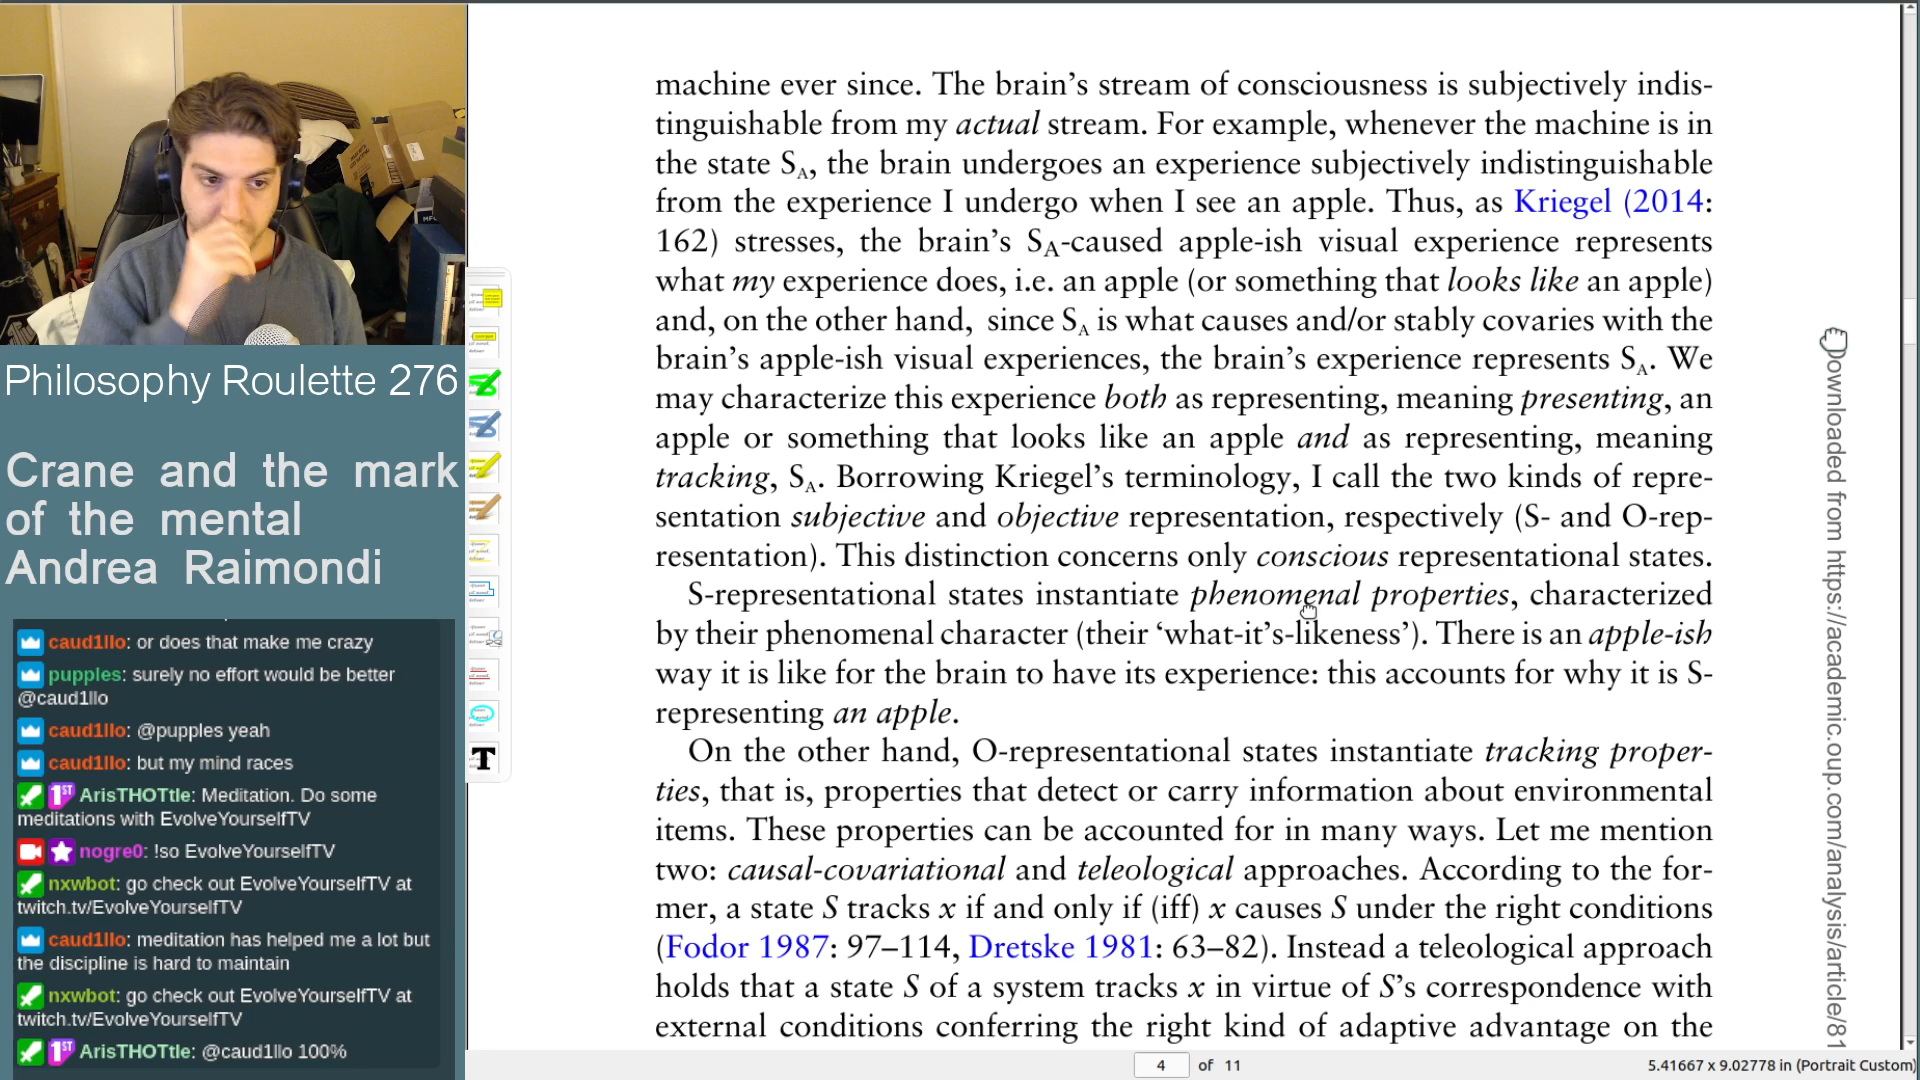 Philosophy Roulette 276
Crane and the mark
of the mental
Andrea Raimondi
caud1llo: or does that make me crazy
pupples: surely no effort would be better
@caud1llo
caud1llo: @pupples yeah
caud1llo: but my mind races
ArisTHOTtle: Meditation. Do some
meditations with EvolveYourselfTV
nogre0: !so EvolveYourselfTV
nxwbot: go check out EvolveYourselfTV at
twitch.tv/EvolveYourselfTV
caud1llo: meditation has helped me a lot but
the discipline is hard to maintain
nxwbot: go check out EvolveYourselfTV at
twitch.tv/EvolveYourselfTV
ArisTHOTtle: @caud1llo 100%
T
machine ever since. The brain’s stream of consciousness is subjectively indis-
tinguishable from my actual stream. For example, whenever the machine is in
the state SA, the brain undergoes an experience subjectively indistinguishable
from the experience I undergo when I see an apple. Thus, as Kriegel (2014:
162) stresses, the brain’s SA-caused apple-ish visual experience represents
what my experience does, i.e. an apple (or something that looks like an apple)
and, on the other hand, since SA is what causes and/or stably covaries with the
brain’s apple-ish visual experiences, the brain’s experience represents SA. We
may characterize this experience both as representing, meaning presenting, an
apple or something that looks like an apple and as representing, meaning
tracking, SA. Borrowing Kriegel’s terminology, I call the two kinds of repre-
sentation subjective and objective representation, respectively (S- and O-rep-
resentation). This distinction concerns only conscious representational states.
S-representational states instantiate phenomenal properties, characterized
by their phenomenal character (their ‘what-it’s-likeness’). There is an apple-ish
way it is like for the brain to have its experience: this accounts for why it is S-
representing an apple.
On the other hand, O-representational states instantiate tracking proper-
ties, that is, properties that detect or carry information about environmental
items. These properties can be accounted for in many ways. Let me mention
two: causal-covariational and teleological approaches. According to the for-
mer, a state S tracks x if and only if (iff) x causes S under the right conditions
(Fodor 1987: 97–114, Dretske 1981: 63–82). Instead a teleological approach
holds that a state S of a system tracks x in virtue of S’s correspondence with
external conditions conferring the right kind of adaptive advantage on the
Downloaded from https://academic.oup.com/analysis/article/81
4 of 11
5.41667 x 9.02778 in (Portrait Custom)